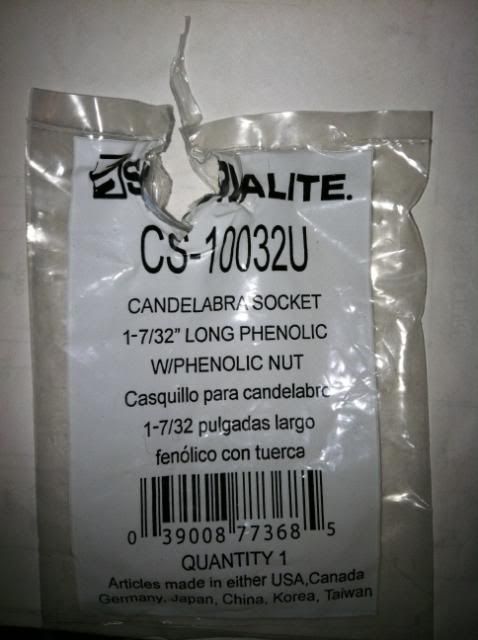 ALITE.
CS-10032U
CANDELABRA SOCKET
1-7/32" LONG PHENOLIC
W/PHENOLIC NUT
Casquillo para candelabro
1-7/32 pulgadas largo
fenólico con tuerca
0 39008 77368 5
QUANTITY 1
Articles made in either USA,Canada
Germany, Japan, China, Korea, Taiwan